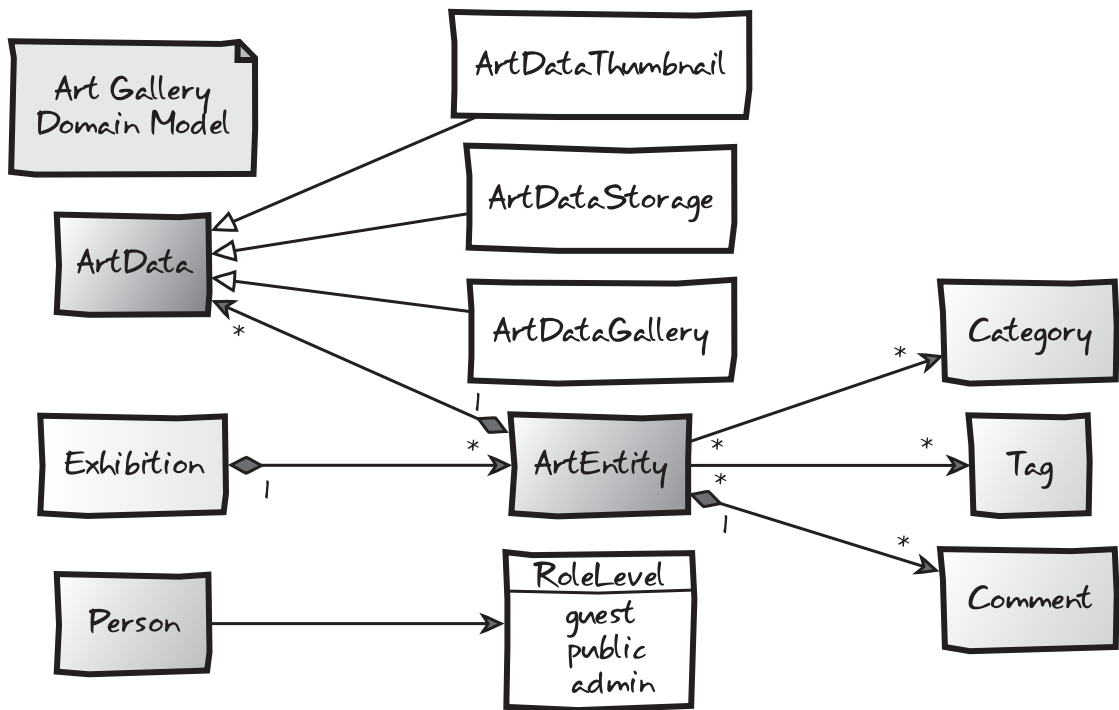 Art Gallery
Domain Model
ArtDataThumbnail
ArtDataStorage
ArtData
ArtDataGallery
*
1
Category
*
Exhibition
1
*
ArtEntity
*
*
1
*
Tag
*
Comment
Person
RoleLevel
guest
public
admin